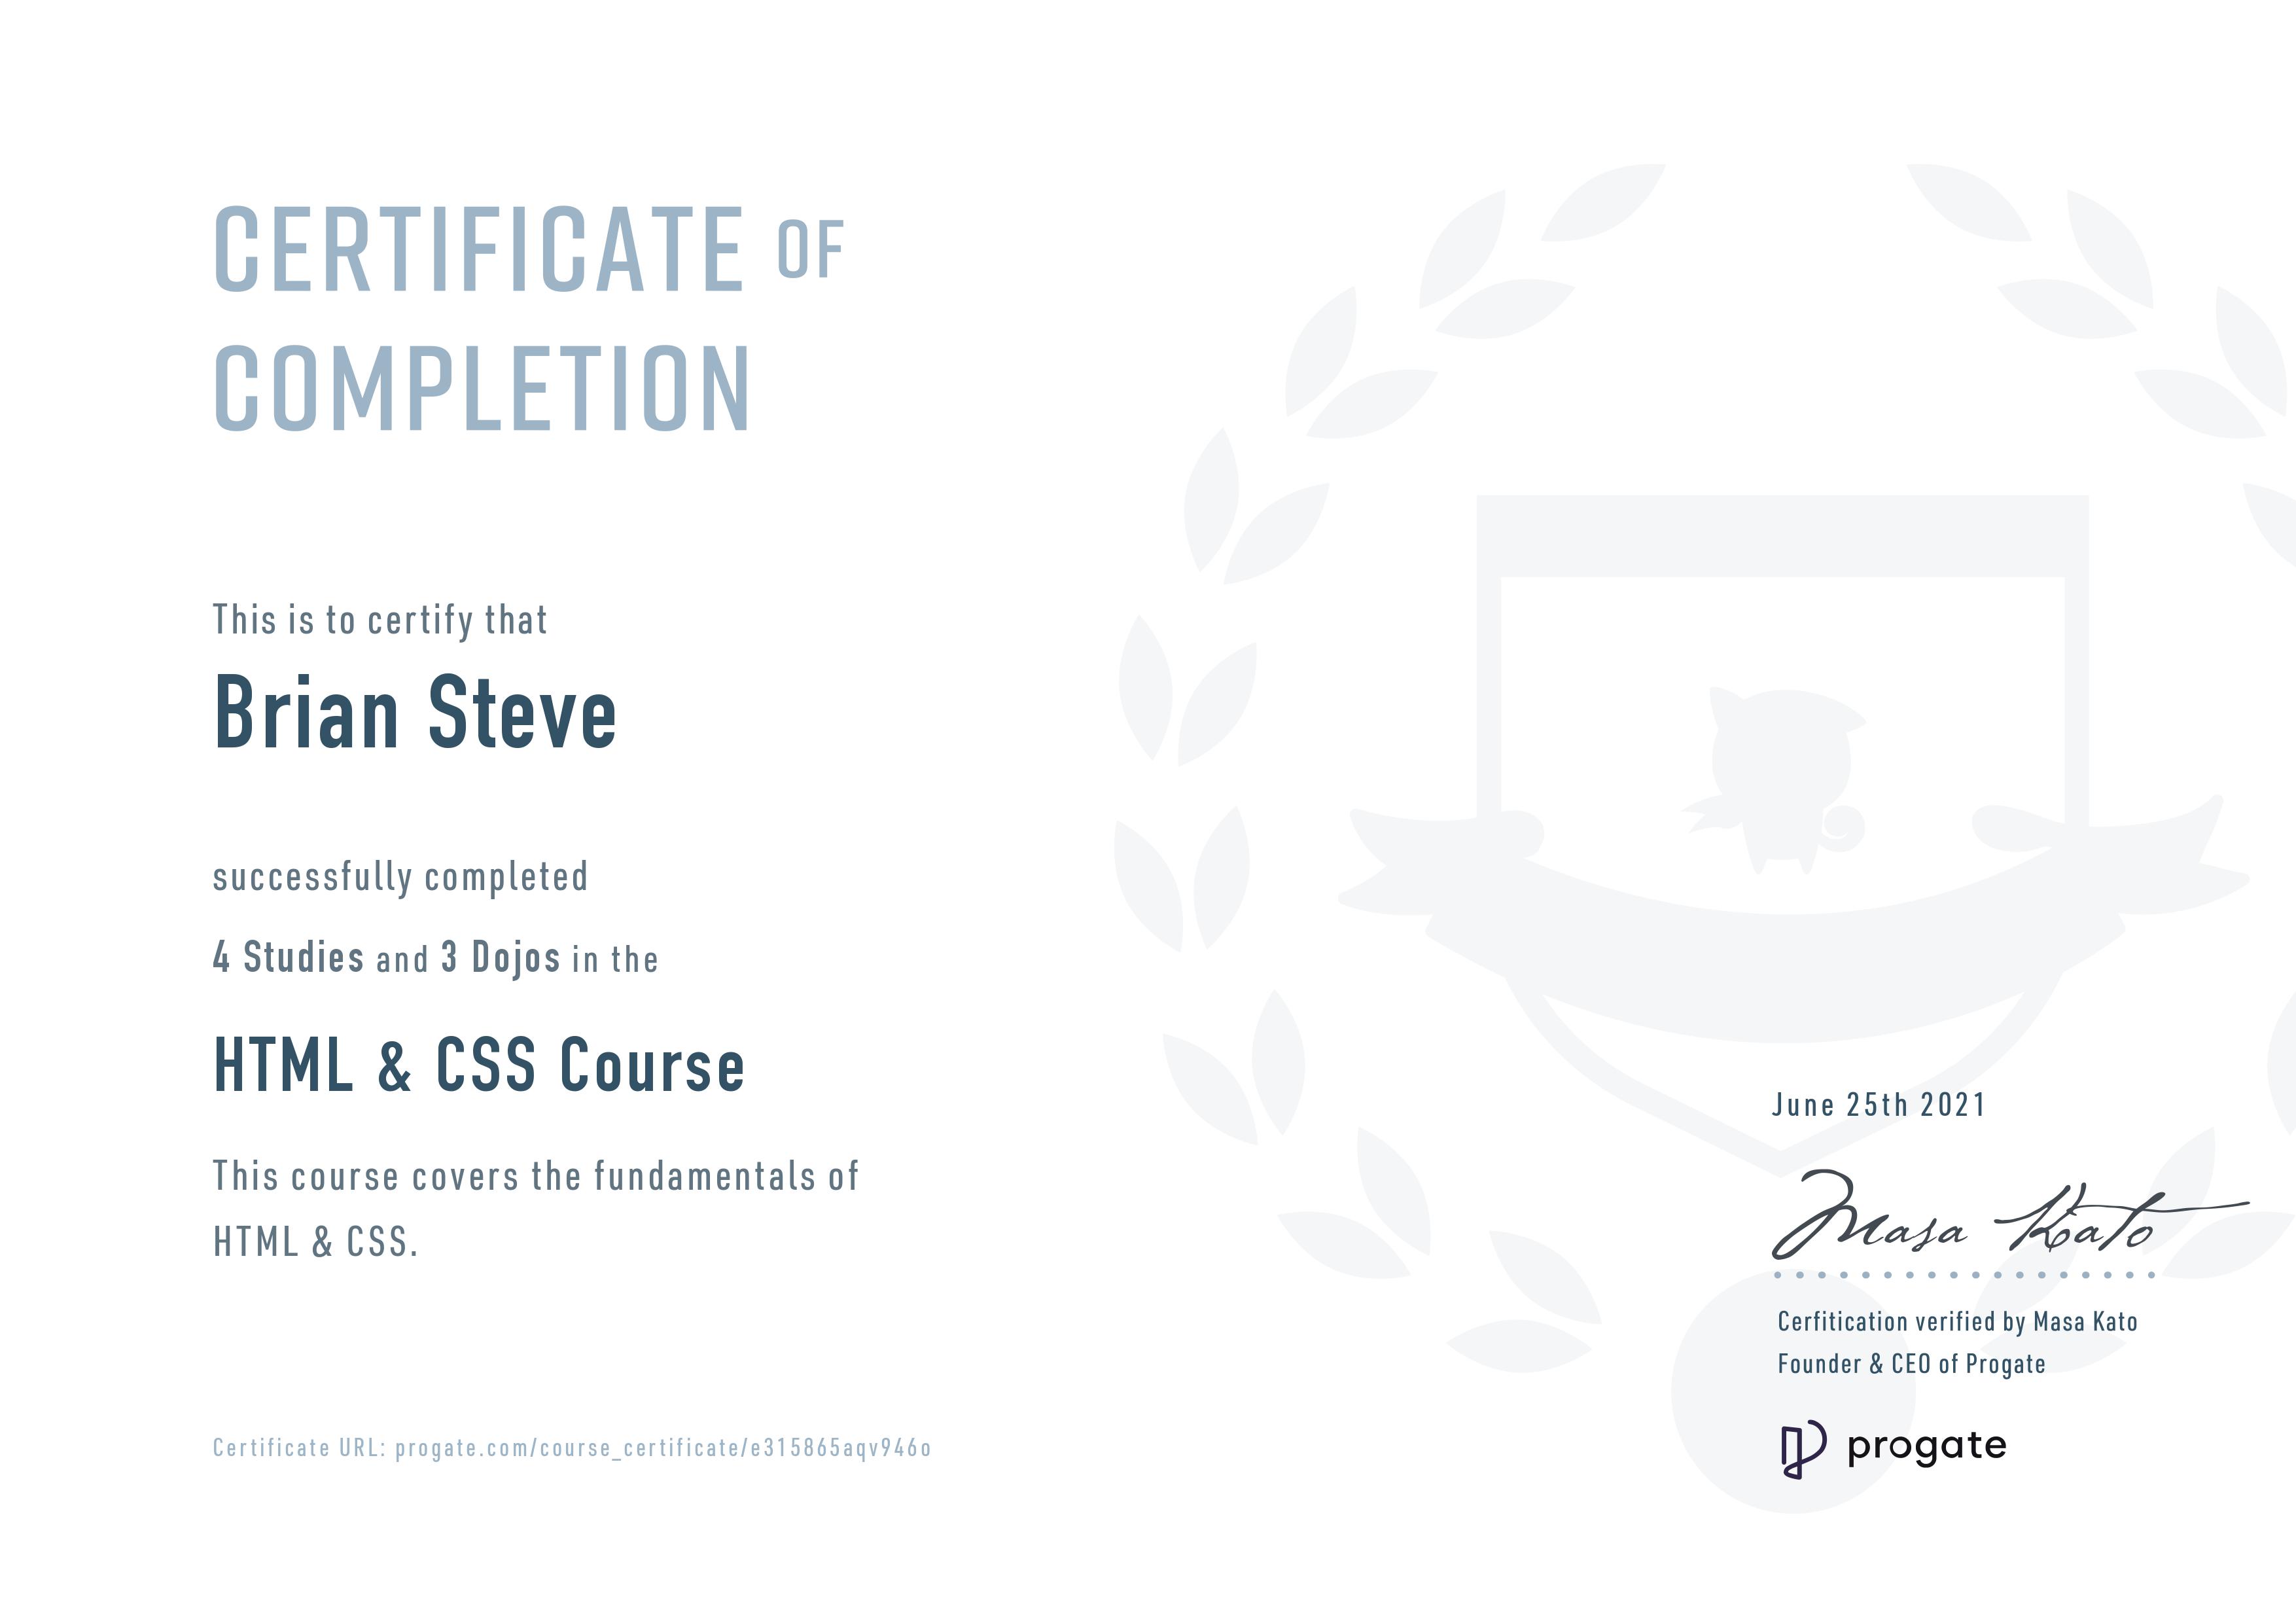 CERTIFICATE OF
COMPLETION
This is to certify that
Brian Steve
successfully completed
4 Studies and 3 Dojos in the
HTML & CSS Course
This course covers the fundamentals of
HTML & CSS.
Certificate URL: progate.com/course_certificate/e315865aqv946o
June 25th 2021
Masa Kato
Cerfitication verified by Masa Kato
Founder & CEO of Progate
progate